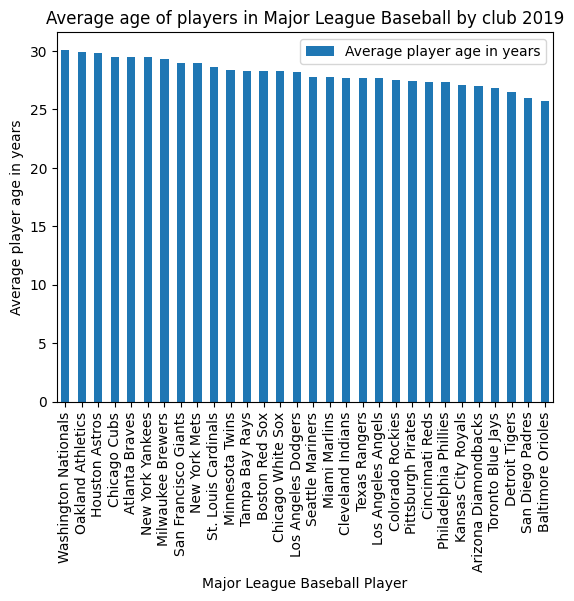 Average age of players in Major League Baseball by club 2019
Average player age in years
Average player age in years
30
25
20
15
10
5
0
Washington Nationals
Oakland Athletics
Houston Astros
Chicago Cubs
Atlanta Braves
New York Yankees
Milwaukee Brewers
San Francisco Giants
New York Mets
St. Louis Cardinals
Minnesota Twins
Tampa Bay Rays
Boston Red Sox
Chicago White Sox
Los Angeles Dodgers
Seattle Mariners
Miami Marlins
Cleveland Indians
Texas Rangers
Los Angeles Angels
Colorado Rockies
Pittsburgh Pirates
Cincinnati Reds
Philadelphia Phillies
Kansas City Royals
Arizona Diamondbacks
Toronto Blue Jays
Detroit Tigers
San Diego Padres
Baltimore Orioles
Major League Baseball Player